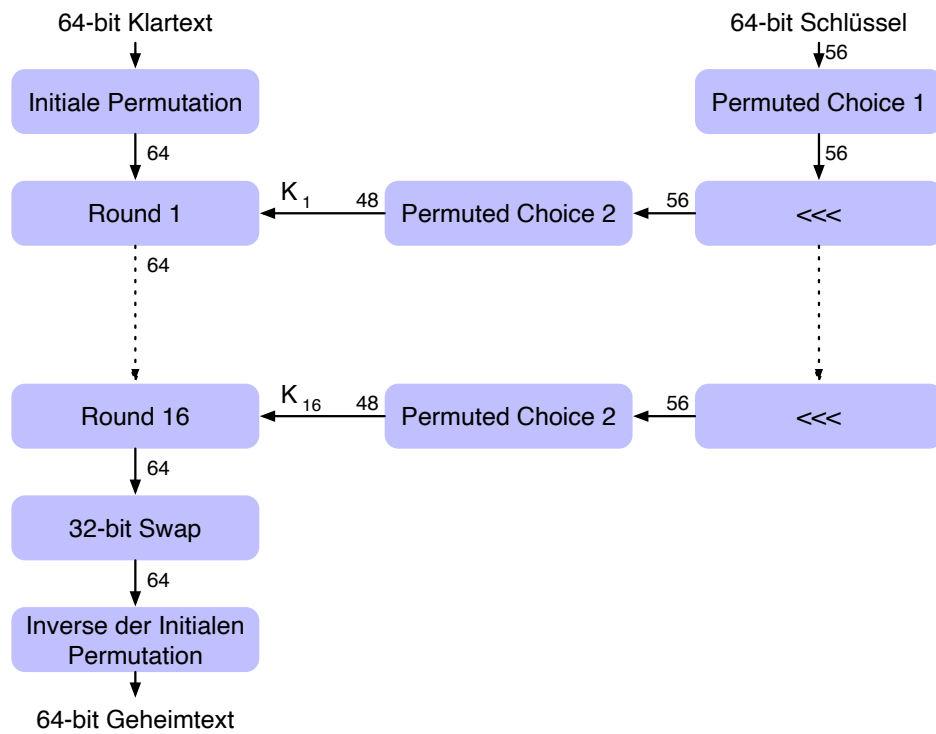 64-bit Klartext
64-bit Schlüssel
56
Initiale Permutation
Permuted Choice 1
64
56
Round 1
K 1
48
Permuted Choice 2
56
<<<
64
Round 16
K 16
48
Permuted Choice 2
56
<<<
64
32-bit Swap
64
Inverse der Initialen
Permutation
64-bit Geheimtext